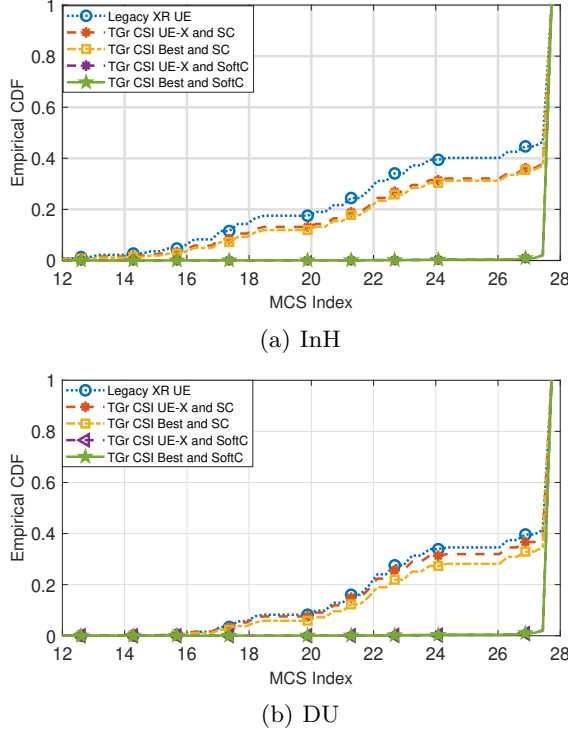 1
0.8
0.6
0.4
0.2
0
Empirical CDF
Legacy XR UE
TGr CSI UE-X and SC
TGr CSI Best and SC
TGr CSI UE-X and SoftC
TGr CSI Best and SoftC
12 14 16 18 20 22 24 26 28
MCS Index
(a) InH
1
0.8
0.6
0.4
0.2
0
Empirical CDF
Legacy XR UE
TGr CSI UE-X and SC
TGr CSI Best and SC
TGr CSI UE-X and SoftC
TGr CSI Best and SoftC
12 14 16 18 20 22 24 26 28
MCS Index
(b) DU